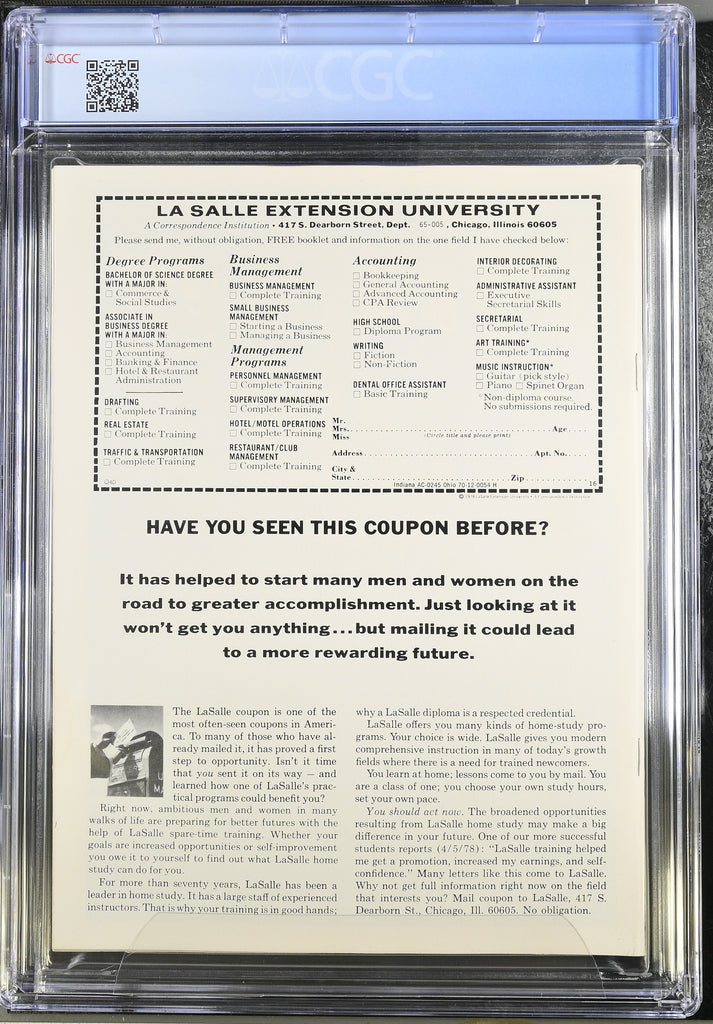 CGC
CGC
LA SALLE EXTENSION UNIVERSITY
A Correspondence Institution • 417 S. Dearborn Street, Dept. 65-005 , Chicago, Illinois 60605
Please send me, without obligation, FREE booklet and information on the one field I have checked below:
Degree Programs
BACHELOR OF SCIENCE DEGREE
WITH A MAJOR IN:
□ Commerce &
Social Studies
ASSOCIATE IN
BUSINESS DEGREE
WITH A MAJOR IN:
□ Business Management
□ Accounting
□ Banking & Finance
□ Hotel & Restaurant
Administration
DRAFTING
□ Complete Training
REAL ESTATE
□ Complete Training
TRAFFIC & TRANSPORTATION
□ Complete Training
Business
Management
BUSINESS MANAGEMENT
□ Complete Training
SMALL BUSINESS
MANAGEMENT
□ Starting a Business
□ Managing a Business
Management
Programs
PERSONNEL MANAGEMENT
□ Complete Training
SUPERVISORY MANAGEMENT
□ Complete Training
HOTEL/MOTEL OPERATIONS
□ Complete Training
RESTAURANT/CLUB
MANAGEMENT
□ Complete Training
Accounting
□ Bookkeeping
□ General Accounting
□ Advanced Accounting
□ CPA Review
HIGH SCHOOL
□ Diploma Program
WRITING
□ Fiction
□ Non-Fiction
DENTAL OFFICE ASSISTANT
□ Basic Training
INTERIOR DECORATING
□ Complete Training
ADMINISTRATIVE ASSISTANT
□ Executive
Secretarial Skills
SECRETARIAL
□ Complete Training
ART TRAINING*
□ Complete Training
MUSIC INSTRUCTION*
□ Guitar (pick style)
□ Piano □ Spinet Organ
*Non-diploma course.
No submissions required.
Mr.
Mrs. Age
Miss (Circle title and please print)
Address Apt. No.
City &
State Zip
Indiana AC-0245 Ohio 70-12-0054 H 16
HAVE YOU SEEN THIS COUPON BEFORE?
It has helped to start many men and women on the
road to greater accomplishment. Just looking at it
won't get you anything...but mailing it could lead
to a more rewarding future.
The LaSalle coupon is one of the
most often-seen coupons in Ameri-
ca. To many of those who have al-
ready mailed it, it has proved a first
step to opportunity. Isn't it time
that you sent it on its way — and
learned how one of LaSalle's prac-
tical programs could benefit you?
Right now, ambitious men and women in many
walks of life are preparing for better futures with the
help of LaSalle spare-time training. Whether your
goals are increased opportunities or self-improvement
you owe it to yourself to find out what LaSalle home
study can do for you.
For more than seventy years, LaSalle has been a
leader in home study. It has a large staff of experienced
instructors. That is why your training is in good hands;
why a LaSalle diploma is a respected credential.
LaSalle offers you many kinds of home-study pro-
grams. Your choice is wide. LaSalle gives you modern
comprehensive instruction in many of today's growth
fields where there is a need for trained newcomers.
You learn at home; lessons come to you by mail. You
are a class of one; you choose your own study hours,
set your own pace.
You should act now. The broadened opportunities
resulting from LaSalle home study may make a big
difference in your future. One of our more successful
students reports (4/5/78): "LaSalle training helped
me get a promotion, increased my earnings, and self-
confidence." Many letters like this come to LaSalle.
Why not get full information right now on the field
that interests you? Mail coupon to LaSalle, 417 S.
Dearborn St., Chicago, Ill. 60605. No obligation.